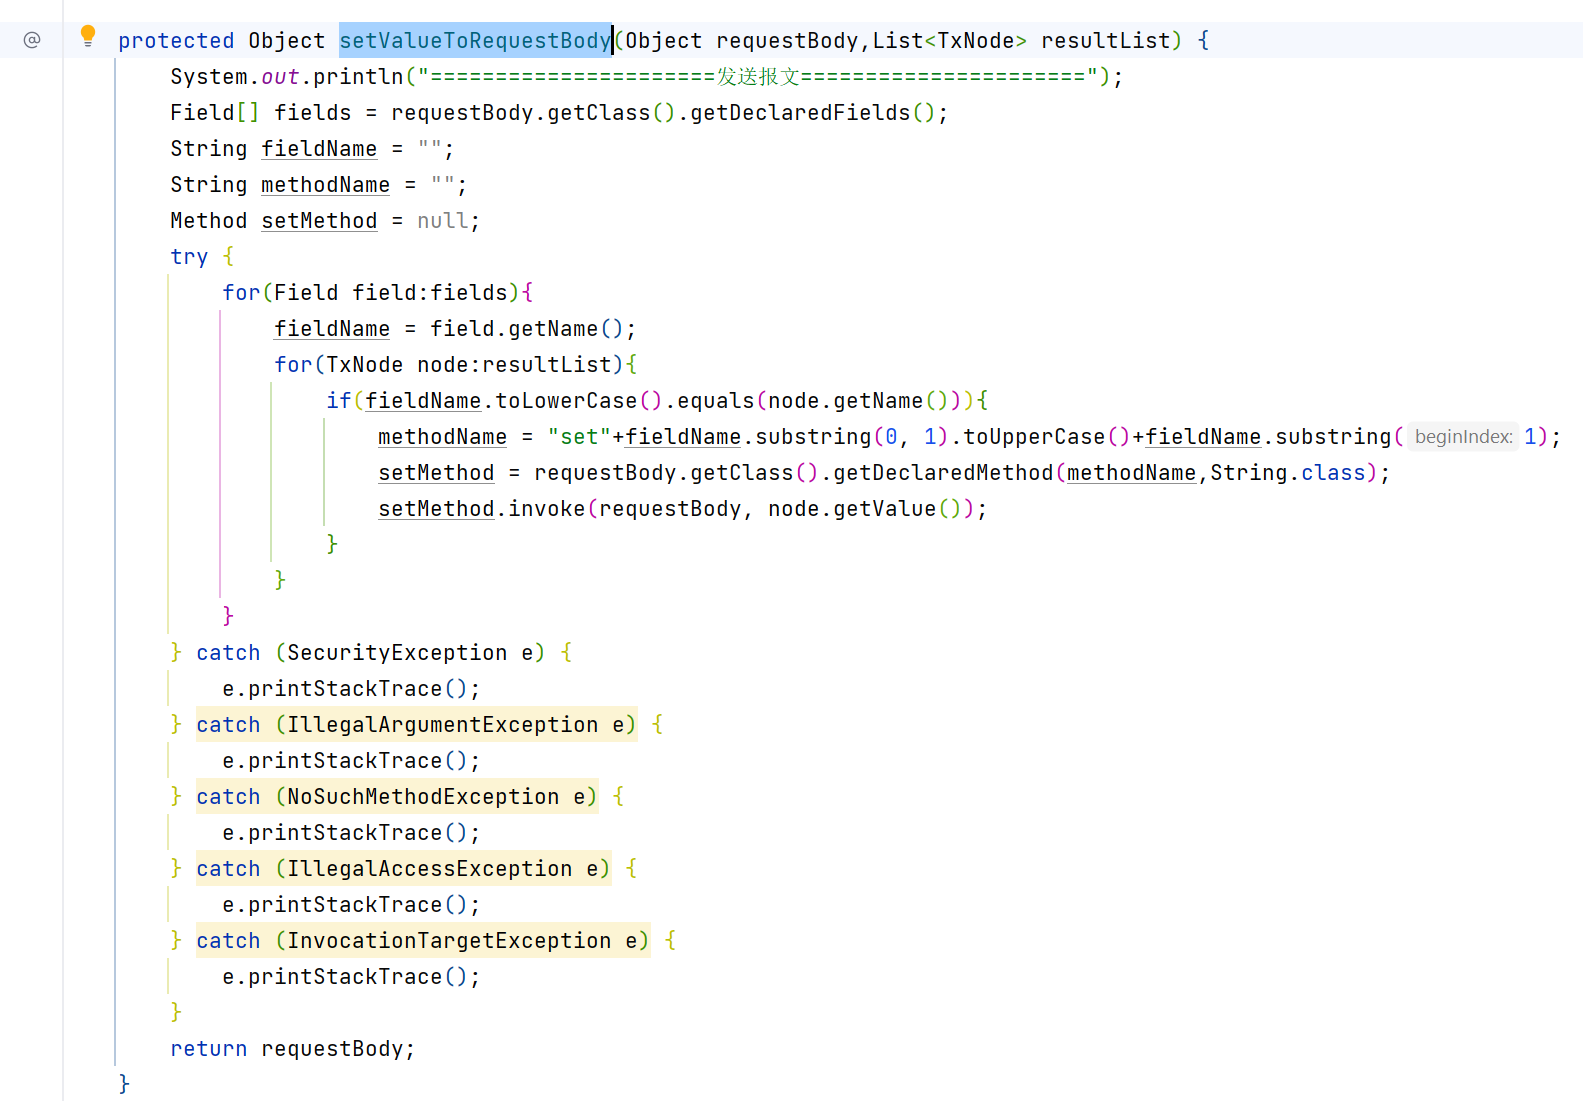 @ protected Object setValueToRequestBody(Object requestBody,List<TxNode> resultList) {
System.out.println("======================发送报文======================");
Field[] fields = requestBody.getClass().getDeclaredFields();
String fieldName = "";
String methodName = "";
Method setMethod = null;
try {
for(Field field:fields){
fieldName = field.getName();
for(TxNode node:resultList){
if(fieldName.toLowerCase().equals(node.getName())){
methodName = "set"+fieldName.substring(0, 1).toUpperCase()+fieldName.substring( beginIndex: 1);
setMethod = requestBody.getClass().getDeclaredMethod(methodName,String.class);
setMethod.invoke(requestBody, node.getValue());
}
}
}
} catch (SecurityException e) {
e.printStackTrace();
} catch (IllegalArgumentException e) {
e.printStackTrace();
} catch (NoSuchMethodException e) {
e.printStackTrace();
} catch (IllegalAccessException e) {
e.printStackTrace();
} catch (InvocationTargetException e) {
e.printStackTrace();
}
return requestBody;
}